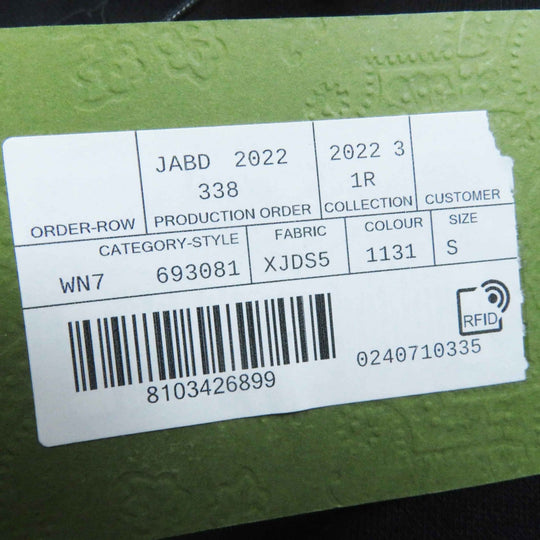 JABD 2022
338
2022 3
1R
ORDER-ROW
PRODUCTION ORDER
COLLECTION
CUSTOMER
CATEGORY-STYLE
FABRIC
COLOUR
SIZE
WN7 693081
XJDS5
1131
S
RFID
8103426899
0240710335